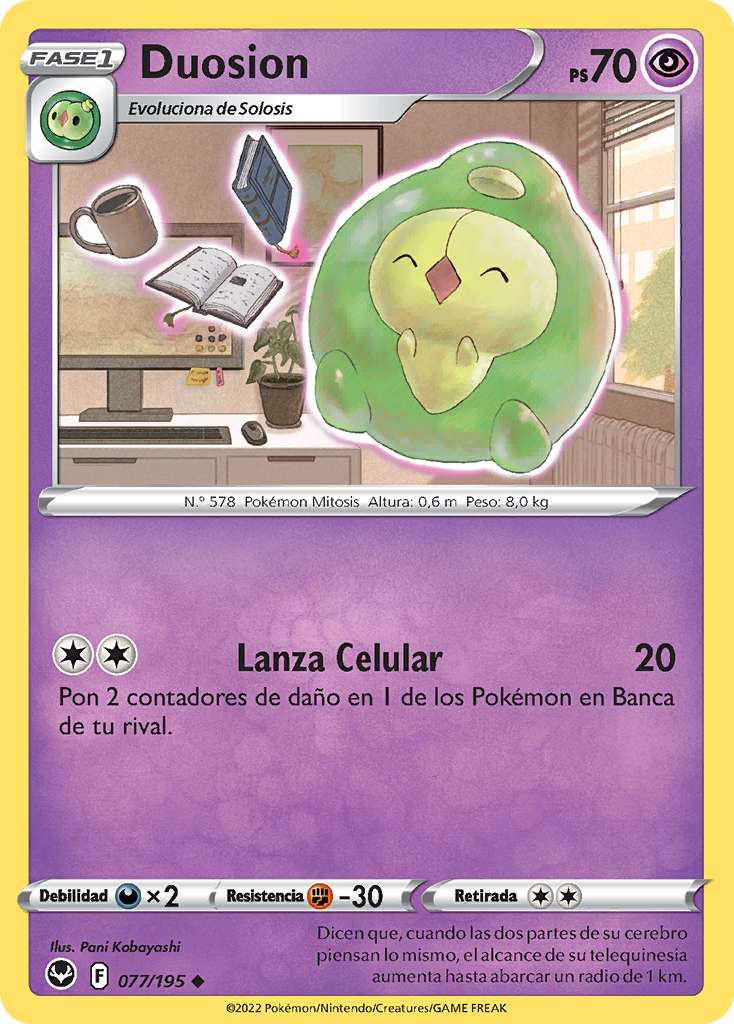 FASE1
Duosion
PS70
Evoluciona de Solosis
N.º 578 Pokémon Mitosis Altura: 0,6 m Peso: 8,0 kg
Lanza Celular 20
Pon 2 contadores de daño en 1 de los Pokémon en Banca
de tu rival.
Debilidad ×2 Resistencia -30 Retirada
Ilus. Pani Kobayashi
Dicen que, cuando las dos partes de su cerebro
piensan lo mismo, el alcance de su telequinesia
aumenta hasta abarcar un radio de 1 km.
F 077/195
©2022 Pokémon/Nintendo/Creatures/GAME FREAK